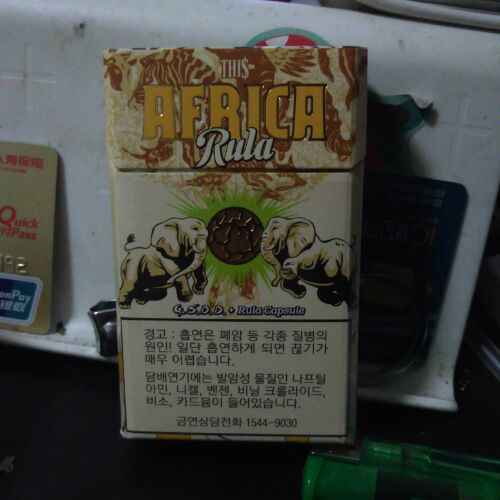 THIS
AFRICA
Rula
G.S.D.D. + Rula Capsule
경고 : 흡연은 폐암 등 각종 질병의
원인! 일단 흡연하게 되면 끊기가
매우 어렵습니다.
담배연기에는 발암성 물질인 나프틸
아민, 니켈, 벤젠, 비닐 크롤라이드,
비소, 카드뮴이 들어있습니다.
금연상담전화 1544-9030
Quick
Pass